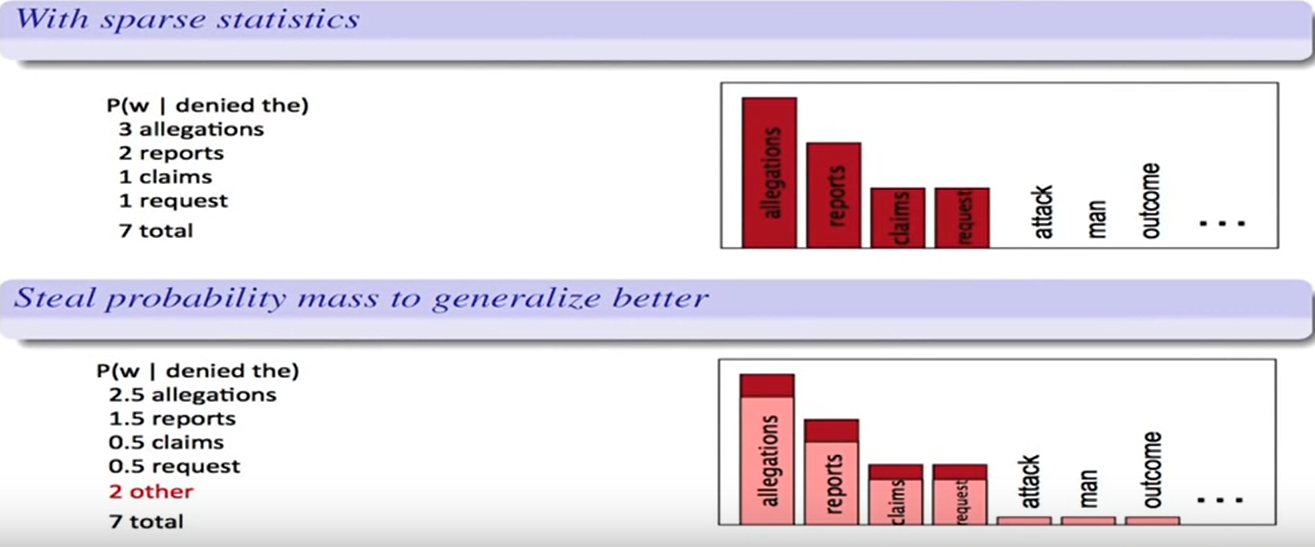 With sparse statistics
P(w | denied the)
3 allegations
2 reports
1 claims
1 request
7 total
allegations
reports
claims
request
attack
man
outcome
...
Steal probability mass to generalize better
P(w | denied the)
2.5 allegations
1.5 reports
0.5 claims
0.5 request
2 other
7 total
allegations
reports
claims
request
attack
man
outcome
...